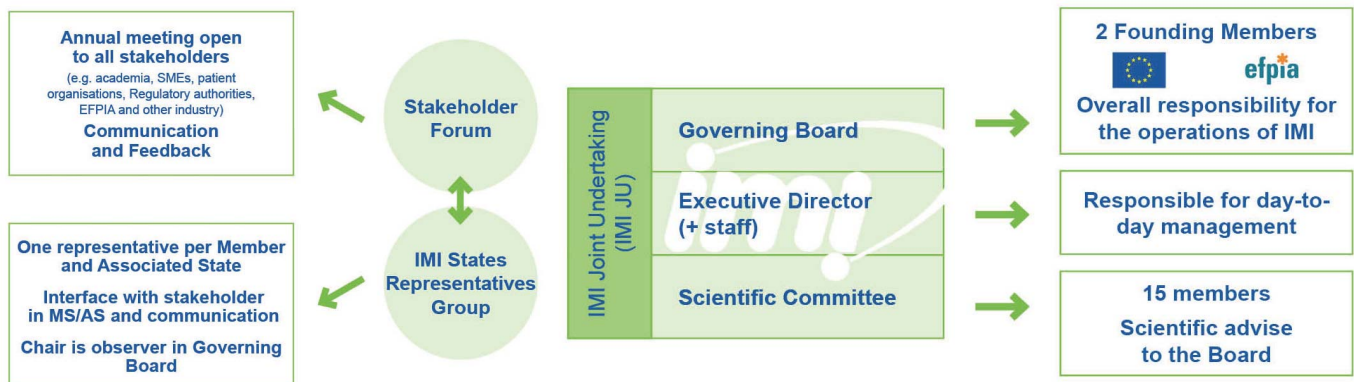 Annual meeting open
to all stakeholders
(e.g. academia, SMEs, patient
organisations, Regulatory authorities,
EFPIA and other industry)
Communication
and Feedback
One representative per Member
and Associated State
Interface with stakeholder
in MS/AS and communication
Chair is observer in Governing
Board
Stakeholder
Forum
IMI States
Representatives
Group
IMI Joint Undertaking
(IMI JU)
imi
Governing Board
Executive Director
(+ staff)
Scientific Committee
2 Founding Members
efpia
Overall responsibility for
the operations of IMI
Responsible for day-to-
day management
15 members
Scientific advise
to the Board